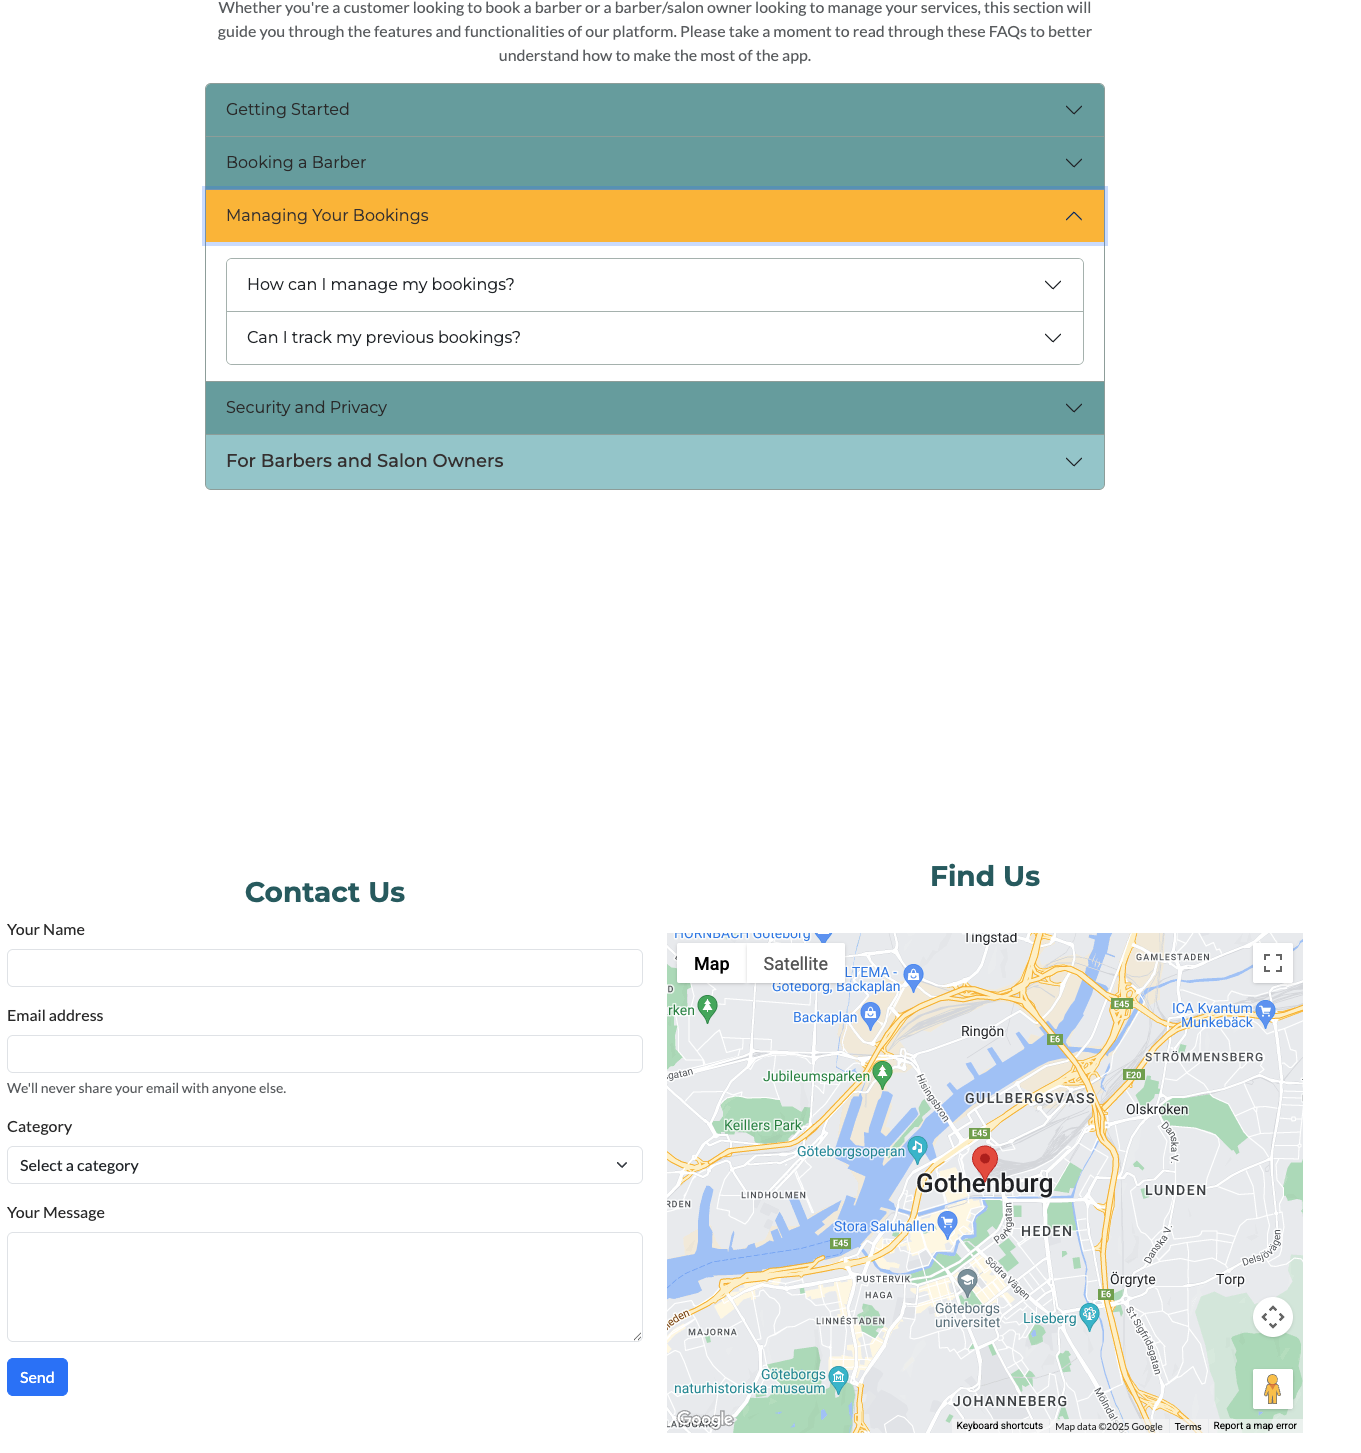 Whether you're a customer looking to book a barber or a barber/salon owner looking to manage your services, this section will
guide you through the features and functionalities of our platform. Please take a moment to read through these FAQs to better
understand how to make the most of the app.
Getting Started
Booking a Barber
Managing Your Bookings
How can I manage my bookings?
Can I track my previous bookings?
Security and Privacy
For Barbers and Salon Owners
Contact Us
Your Name
Email address
We'll never share your email with anyone else.
Category
Select a category
Your Message
Send
Find Us
HORNBACH Göteborg
Tingstad
Map
Satellite
GAMLESTADEN
LTEMA -
Göteborg, Backaplan
rken
Backaplan
E45
ICA Kvantum
Munkebäck
Ringön
E6
STRÖMMENSBERG
E20
gatan
Jubileumsparken
Hisingsbron
GULLBERGSVASS
Olskroken
Keillers Park
E45
Danska V.
Göteborgsoperan
Gothenburg
LINDHOLMEN
RDEN
LUNDEN
Stora Saluhallen
Parkgatan
HEDEN
E45
Danska V.
Delsjövägen
PUSTERVIK
HAGA
Södra Vägen
Örgryte
Torp
E6
Göteborgs
universitet
Liseberg
LINNÉSTADEN
MAJORNA
eden
S:t Sigfridsgatan
Göteborgs
naturhistoriska museum
JOHANNEBERG
Mölndal
Google
Keyboard shortcuts
Map data ©2025 Google
Terms
Report a map error